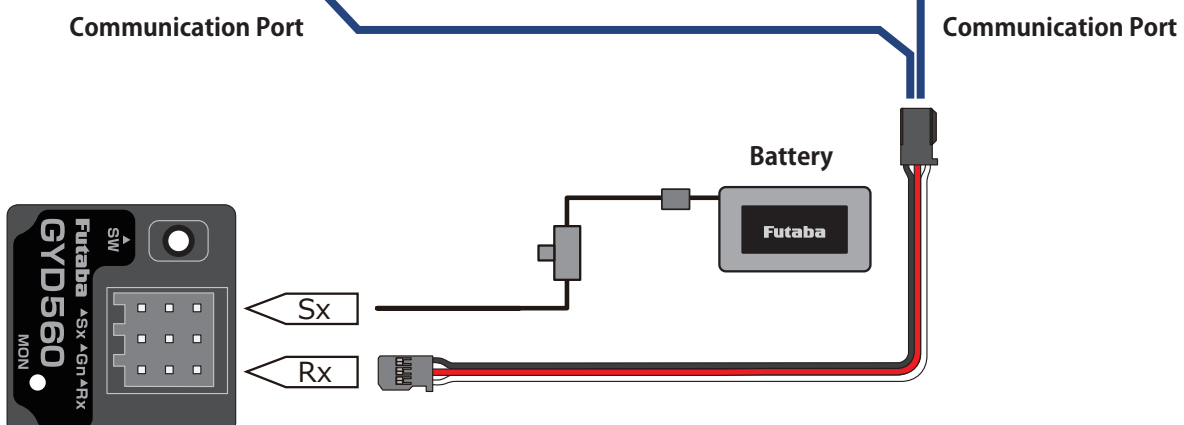 Communication Port
Communication Port
Battery
Futaba
Sx
Rx
▲SW
Futaba ▲Sx ▲Gn ▲Rx
GYD560
MON